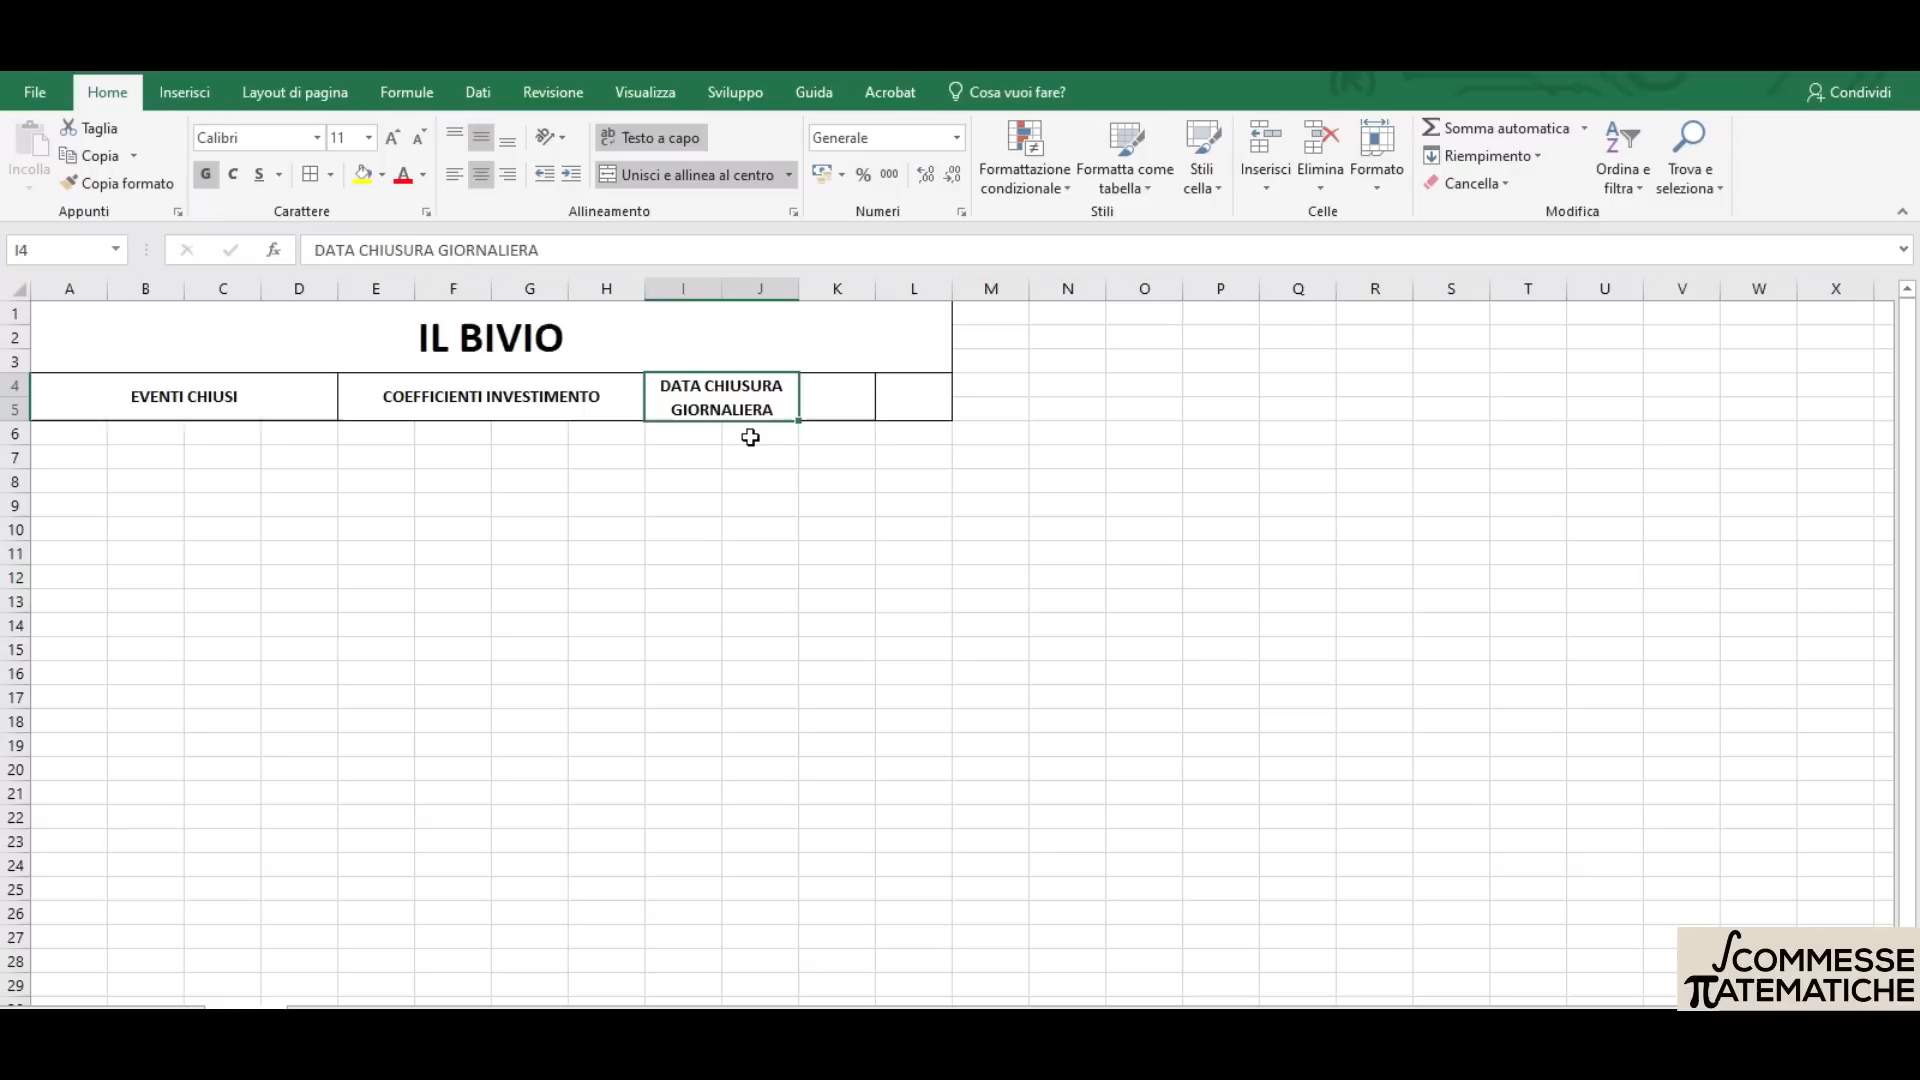 File Home Inserisci Layout di pagina Formule Dati Revisione Visualizza Sviluppo Guida Acrobat Cosa vuoi fare? Condividi
Incolla
Taglia
Copia
Copia formato
Appunti
Calibri 11
G C S
Carattere
Testo a capo
Unisci e allinea al centro
Allineamento
Generale
% 000
Numeri
Formattazione condizionale
Formatta come tabella
Stili cella
Stili
Inserisci Elimina Formato
Celle
Somma automatica
Riempimento
Cancella
Ordina e filtra
Trova e seleziona
Modifica
I4 fx DATA CHIUSURA GIORNALIERA
A B C D E F G H I J K L M N O P Q R S T U V W X
1
2
3
4
5
6
7
8
9
10
11
12
13
14
15
16
17
18
19
20
21
22
23
24
25
26
27
28
29
IL BIVIO
EVENTI CHIUSI COEFFICIENTI INVESTIMENTO DATA CHIUSURA
GIORNALIERA
∫COMMESSE
πATEMATICHE